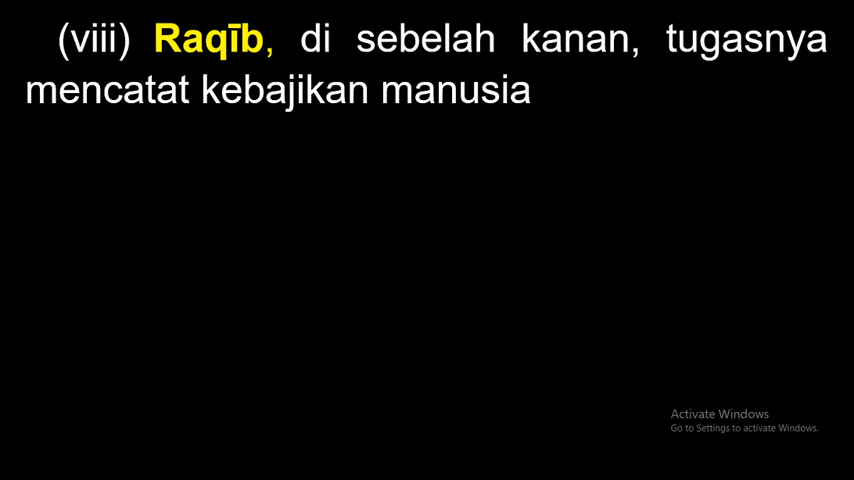 (viii) Raqīb, di sebelah kanan, tugasnya
mencatat kebajikan manusia
Activate Windows
Go to Settings to activate Windows.